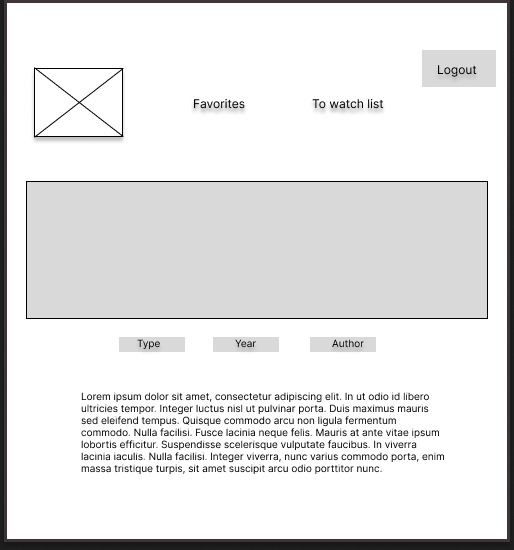 Logout
Favorites
To watch list
Type
Year
Author
Lorem ipsum dolor sit amet, consectetur adipiscing elit. In ut odio id libero
ultricies tempor. Integer luctus nisl ut pulvinar porta. Duis maximus mauris
sed eleifend tempus. Quisque commodo arcu non ligula fermentum
commodo. Nulla facilisi. Fusce lacinia neque felis. Mauris at ante vitae ipsum
lobortis efficitur. Suspendisse scelerisque vulputate faucibus. In viverra
lacinia iaculis. Nulla facilisi. Integer viverra, nunc varius commodo porta, enim
massa tristique turpis, sit amet suscipit arcu odio porttitor nunc.